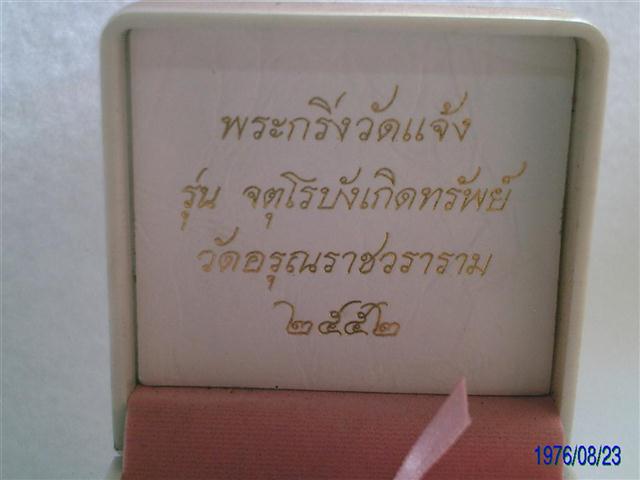 พระกริ่งวัดแจ้ง
รุ่น จตุโรบังเกิดทรัพย์
วัดอรุณราชวราราม
๒๕๕๒
1976/08/23